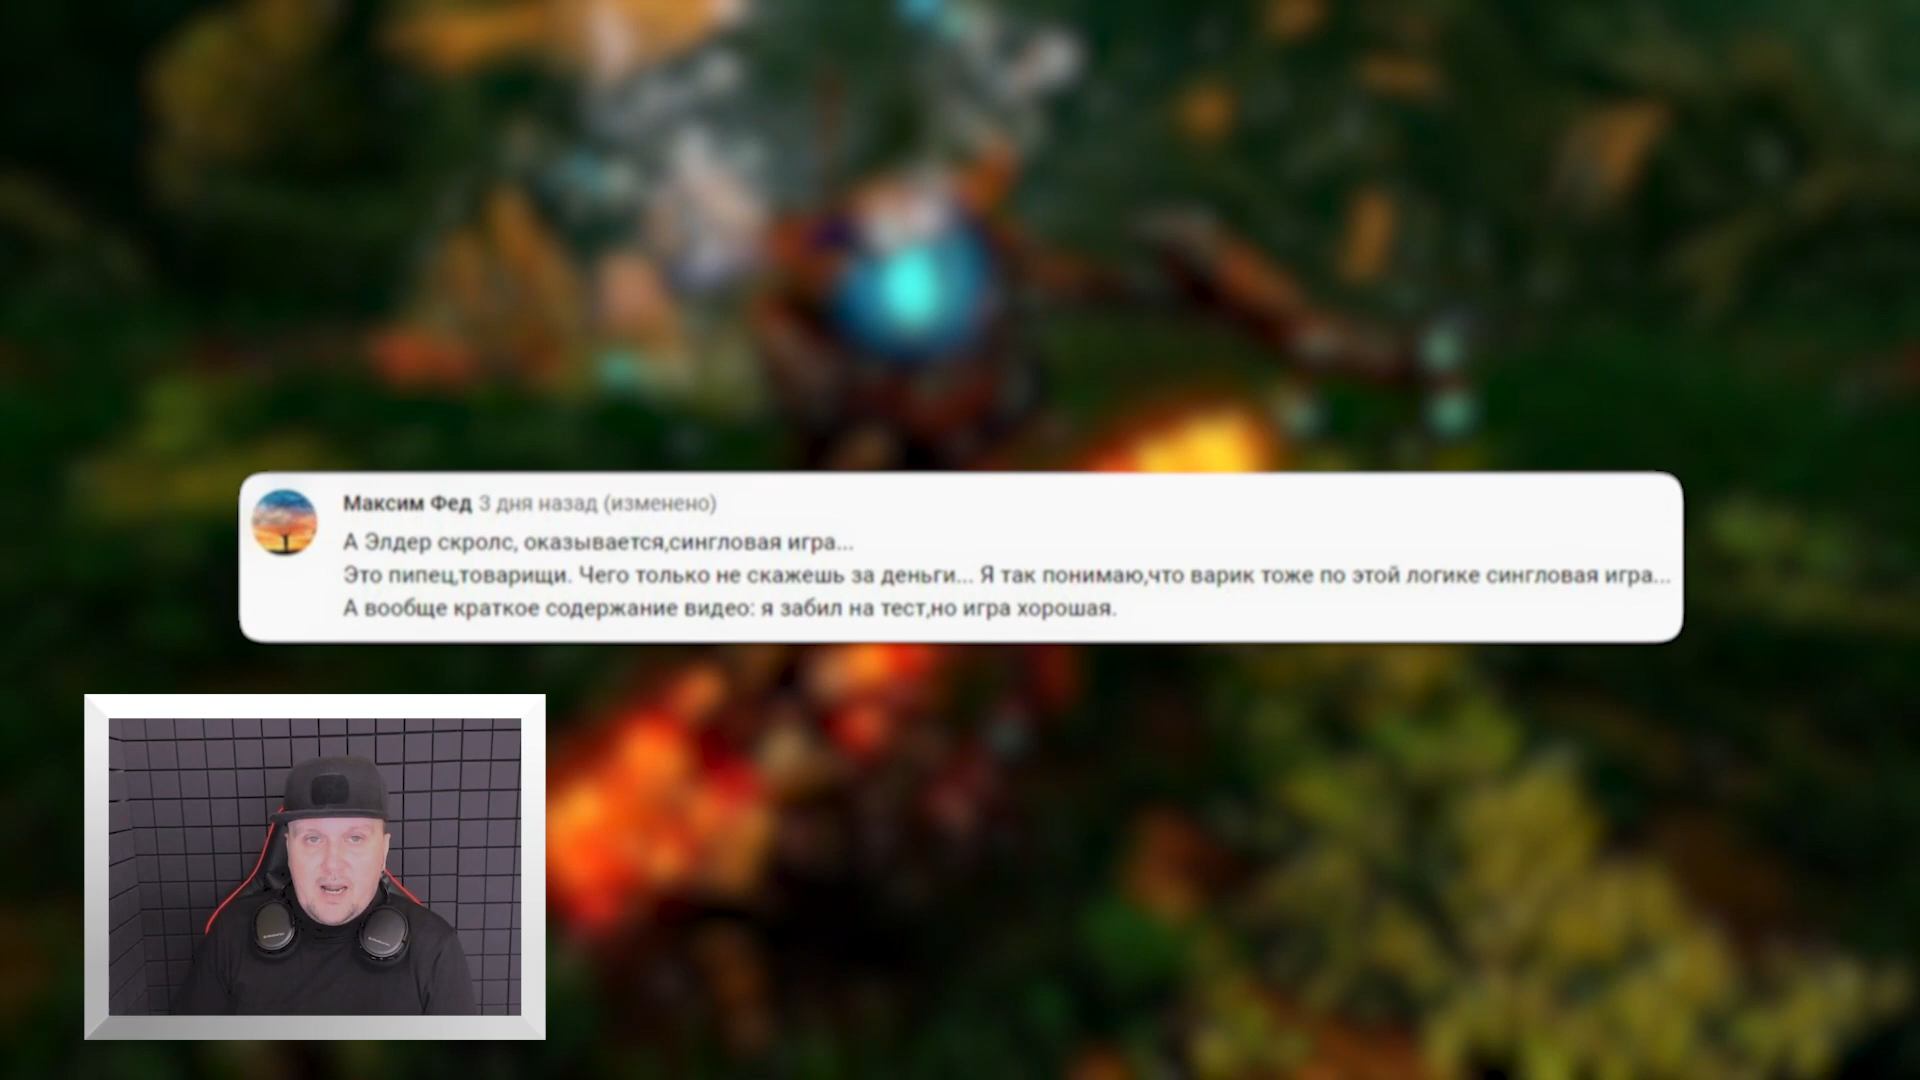 Максим Фед 3 дня назад (изменено)
А Элдер скролс, оказывается,сингловая игра...
Это пипец,товарищи. Чего только не скажешь за деньги... Я так понимаю,что варик тоже по этой логике сингловая игра...
А вообще краткое содержание видео: я забил на тест,но игра хорошая.